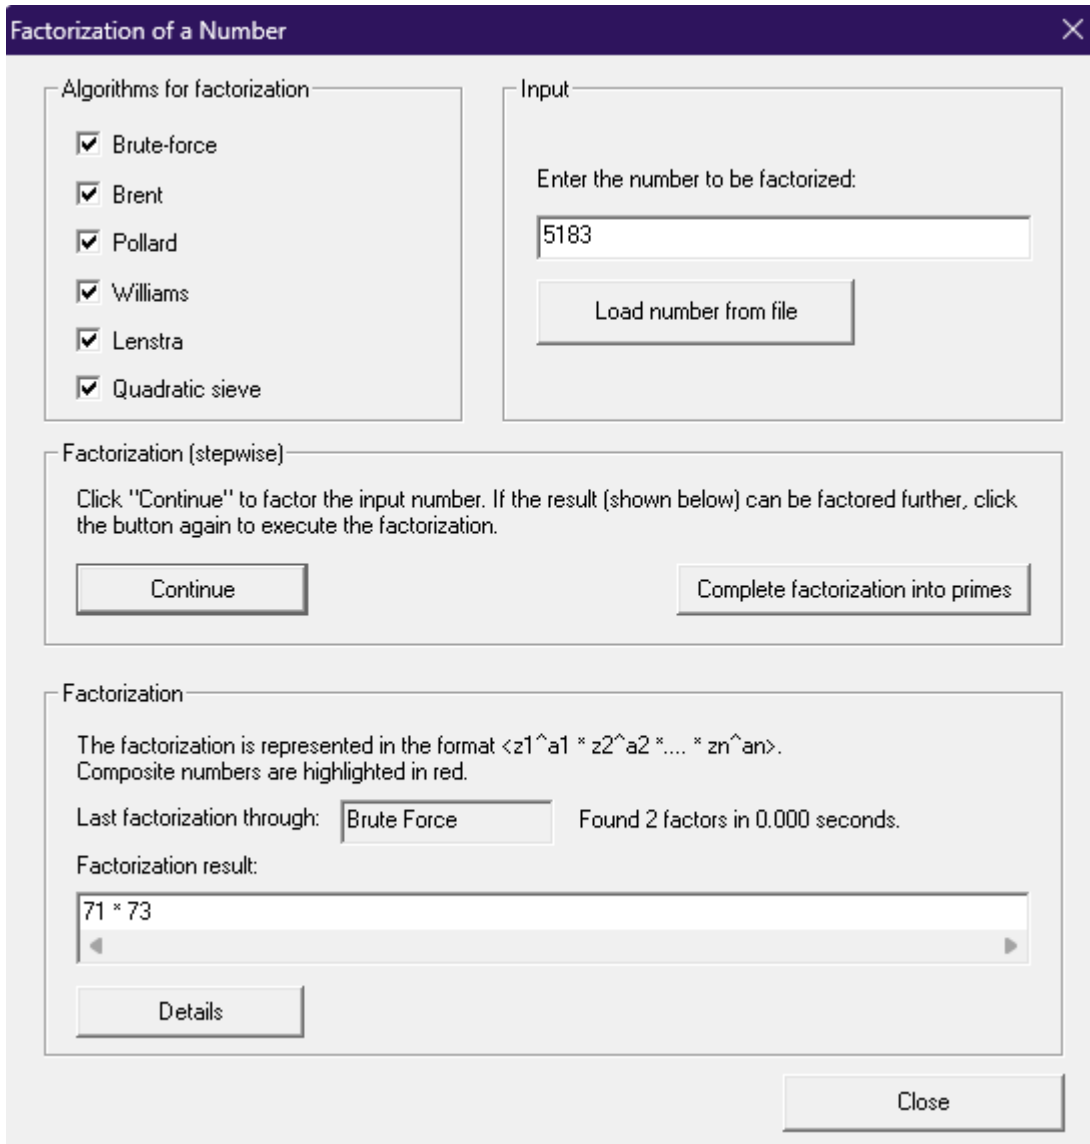 Factorization of a Number
Algorithms for factorization
Brute-force
Brent
Pollard
Williams
Lenstra
Quadratic sieve
Input
Enter the number to be factorized:
5183
Load number from file
Factorization (stepwise)
Click "Continue" to factor the input number. If the result (shown below) can be factored further, click
the button again to execute the factorization.
Continue
Complete factorization into primes
Factorization
The factorization is represented in the format <z1^a1 * z2^a2 *.... * zn^an>.
Composite numbers are highlighted in red.
Last factorization through: Brute Force Found 2 factors in 0.000 seconds.
Factorization result:
71 * 73
Details
Close